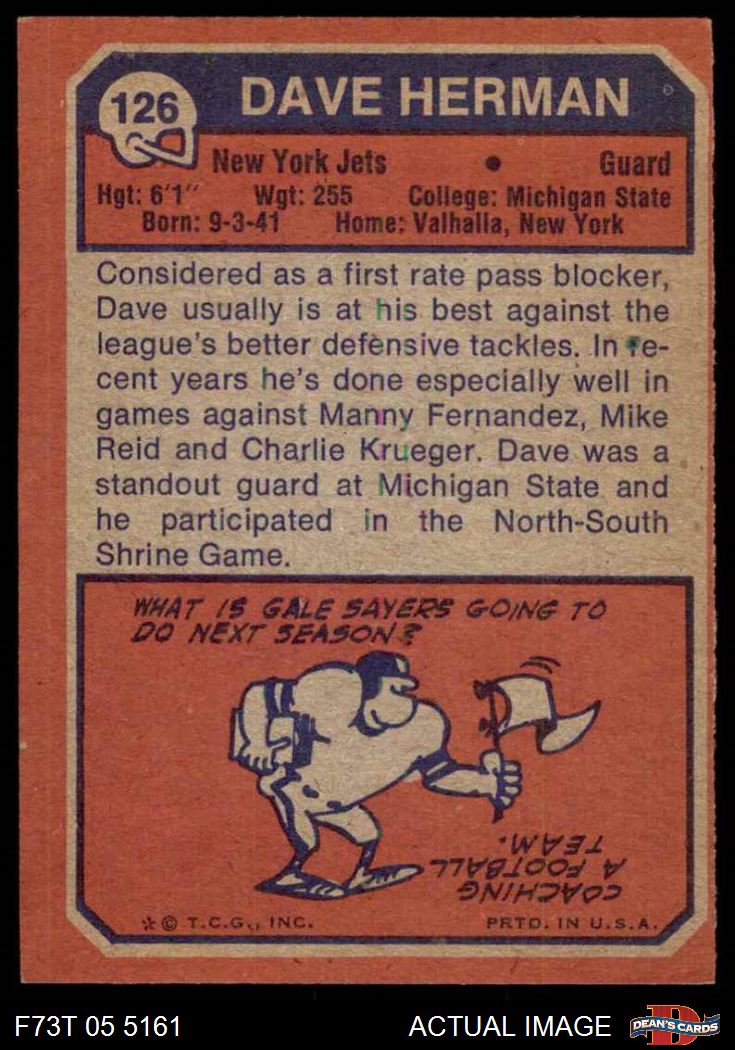 126
DAVE HERMAN
New York Jets • Guard
Hgt: 6'1" Wgt: 255 College: Michigan State
Born: 9-3-41 Home: Valhalla, New York
Considered as a first rate pass blocker,
Dave usually is at his best against the
league's better defensive tackles. In re-
cent years he's done especially well in
games against Manny Fernandez, Mike
Reid and Charlie Krueger. Dave was a
standout guard at Michigan State and
he participated in the North-South
Shrine Game.
WHAT IS GALE SAYERS GOING TO
DO NEXT SEASON?
COACHING
A FOOTBALL
TEAM.
* © T.C.G., INC. PRTD. IN U.S.A.
F73T 05 5161
ACTUAL IMAGE
D
DEAN'S CARDS